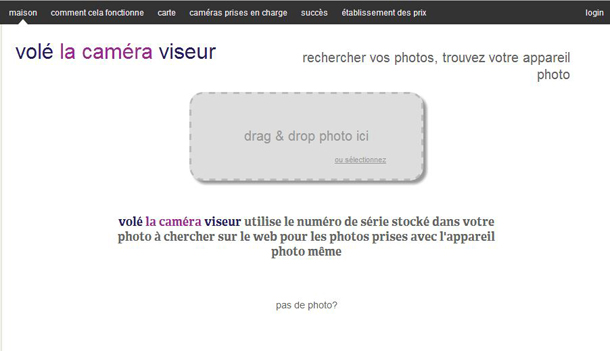 maison comment cela fonctionne carte caméras prises en charge succès établissement des prix login
volé la caméra viseur
rechercher vos photos, trouvez votre appareil
photo
drag & drop photo ici
ou sélectionnez
volé la caméra viseur utilise le numéro de série stocké dans votre
photo à chercher sur le web pour les photos prises avec l'appareil
photo même
pas de photo?